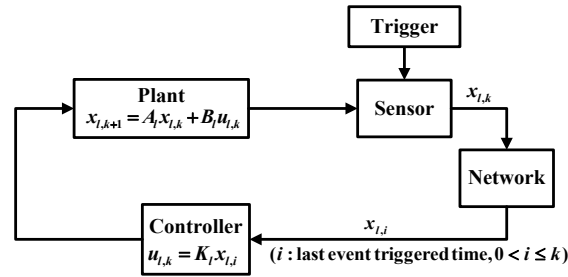 Trigger
Plant
x_{l,k+1} = A_l x_{l,k} + B_l u_{l,k}
Sensor
x_{l,k}
Network
x_{l,i}
(i : last event triggered time, 0 < i ≤ k)
Controller
u_{l,k} = K_l x_{l,i}